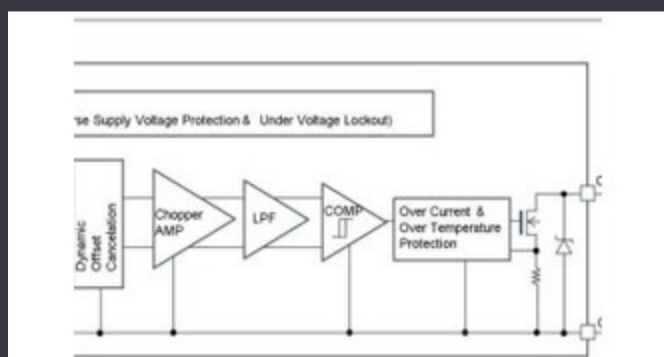 se Supply Voltage Protection & Under Voltage Lockout)
Dynamic
Offset
Cancelation
Chopper
AMP
LPF
COMP
Over Current &
Over Temperature
Protection